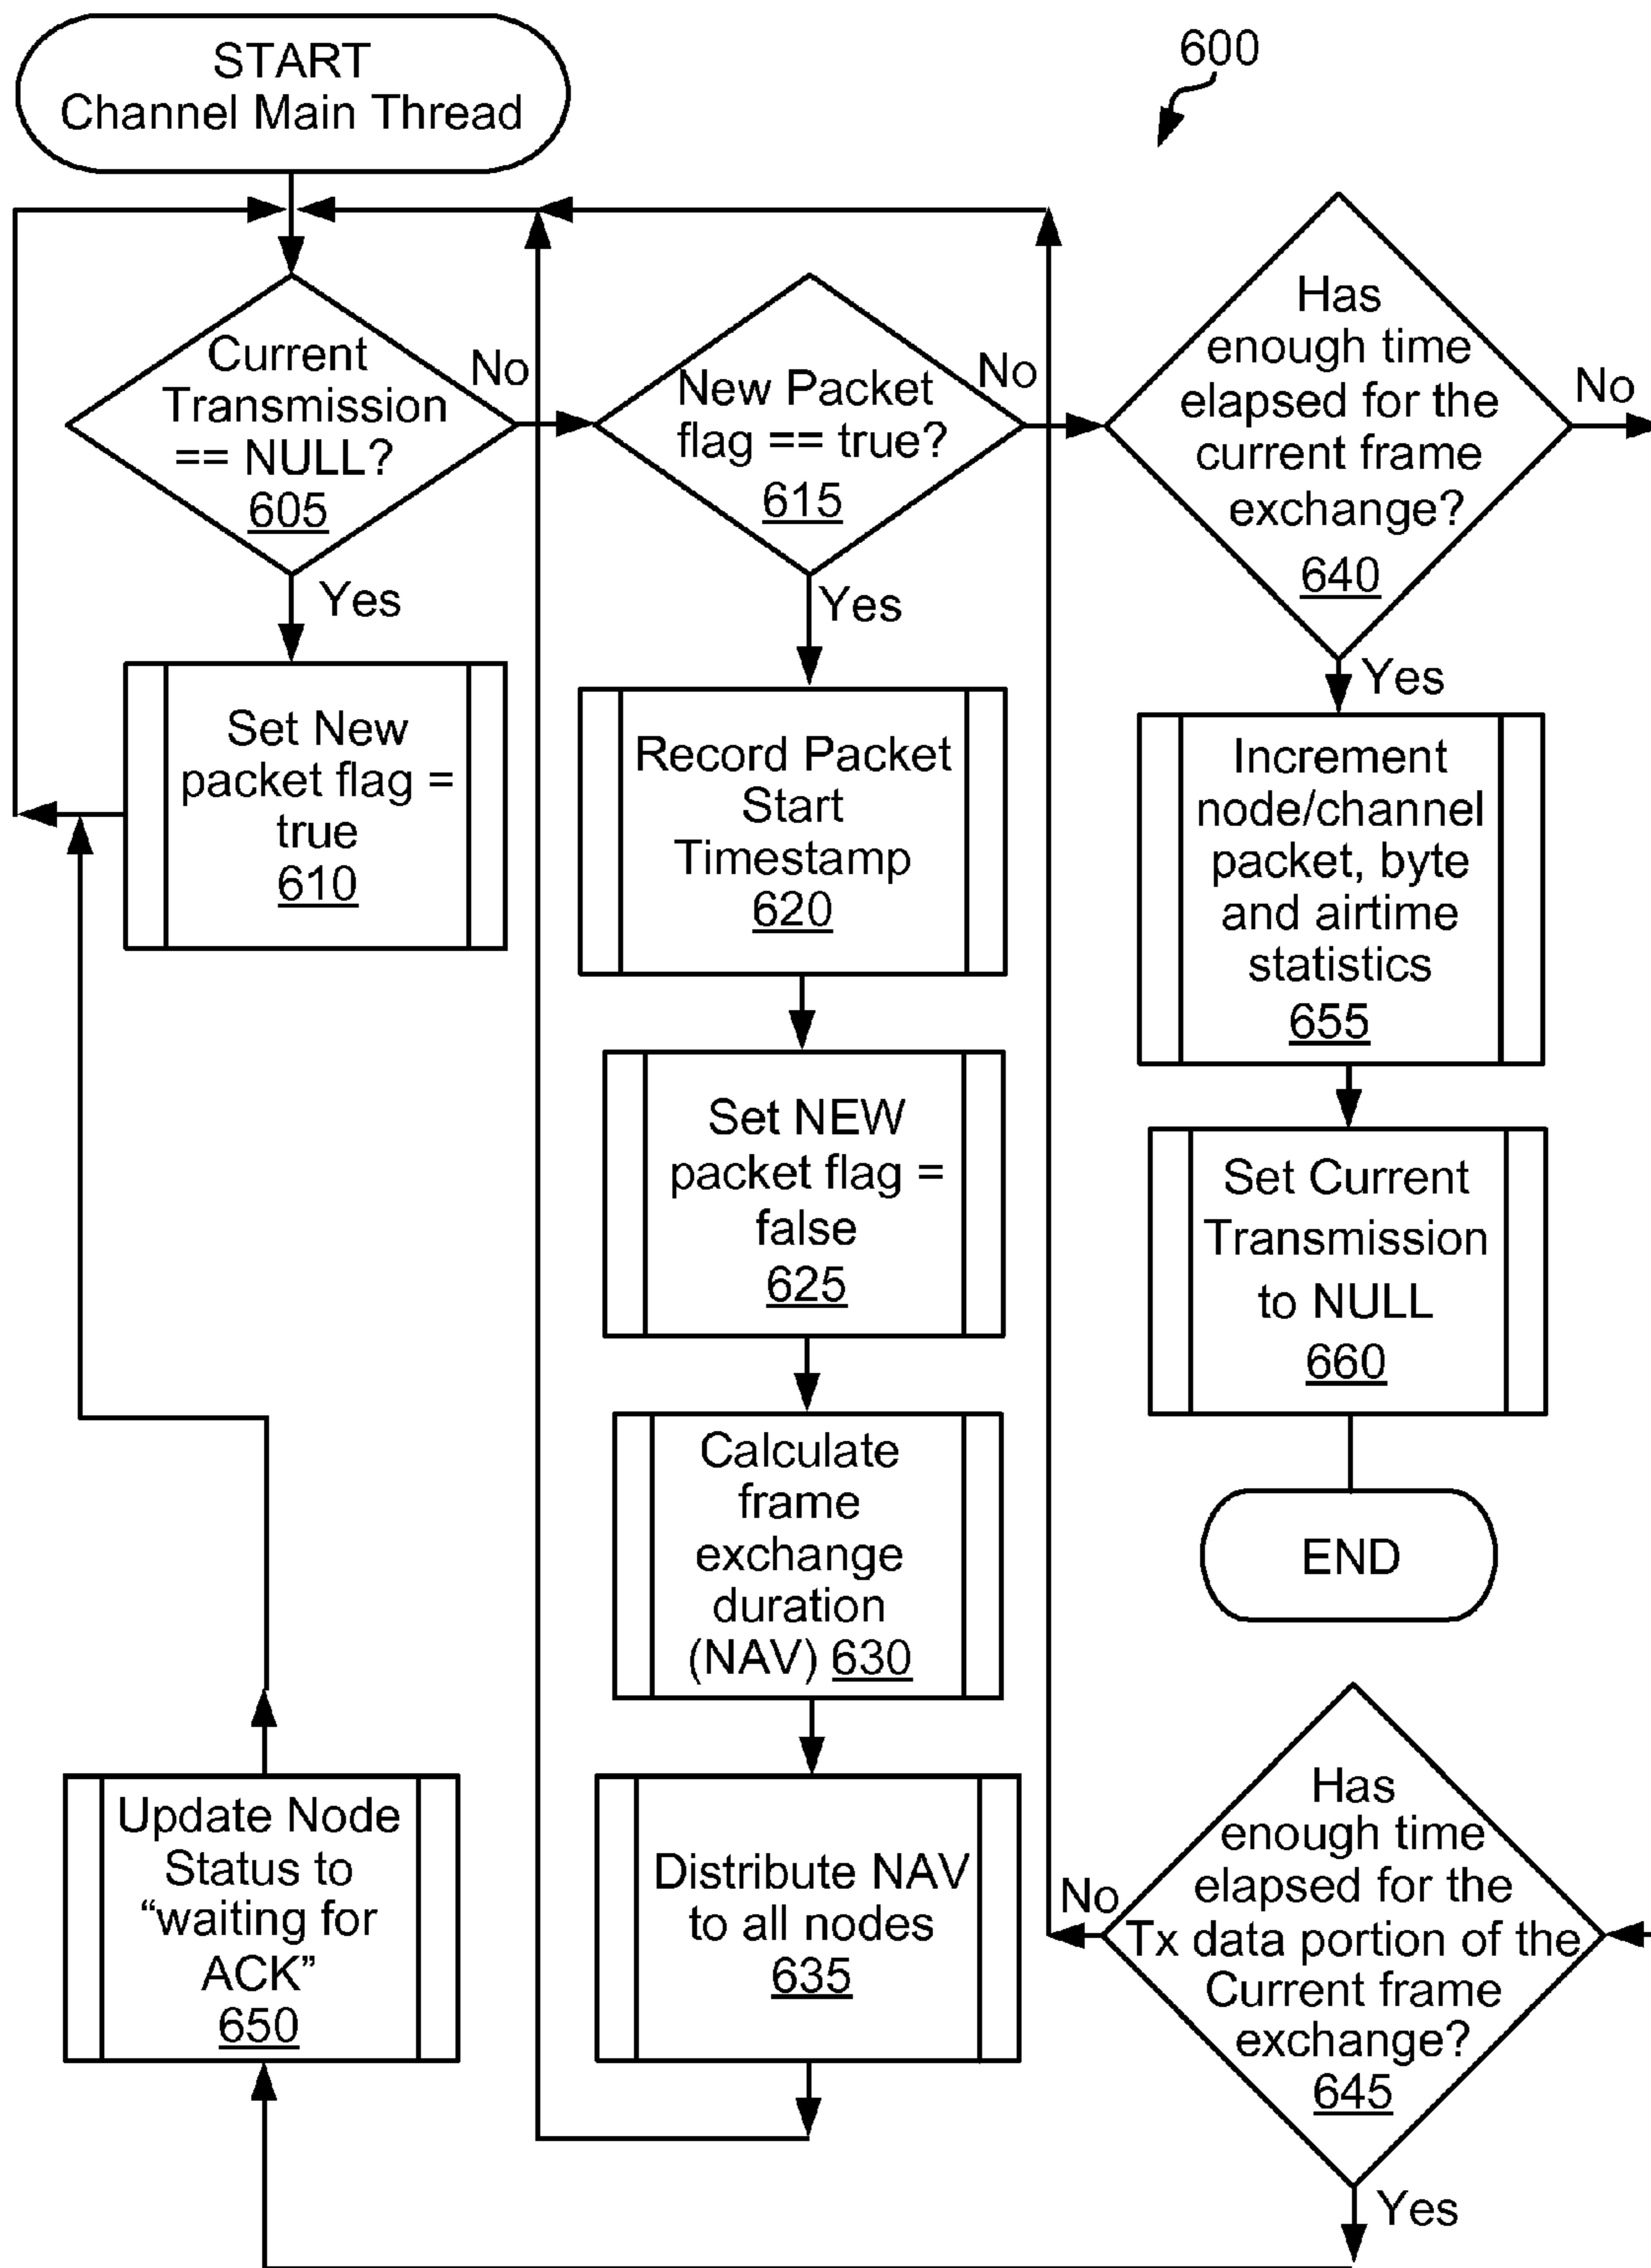 START
Channel Main Thread
600
Current
Transmission
== NULL?
605
No
Yes
Set New
packet flag =
true
610
New Packet
flag == true?
615
No
Yes
Record Packet
Start
Timestamp
620
Set NEW
packet flag =
false
625
Calculate
frame
exchange
duration
(NAV) 630
Distribute NAV
to all nodes
635
Has
enough time
elapsed for the
current frame
exchange?
640
No
Yes
Increment
node/channel
packet, byte
and airtime
statistics
655
Set Current
Transmission
to NULL
660
END
Has
enough time
elapsed for the
Tx data portion of the
Current frame
exchange?
645
No
Yes
Update Node
Status to
“waiting for
ACK”
650